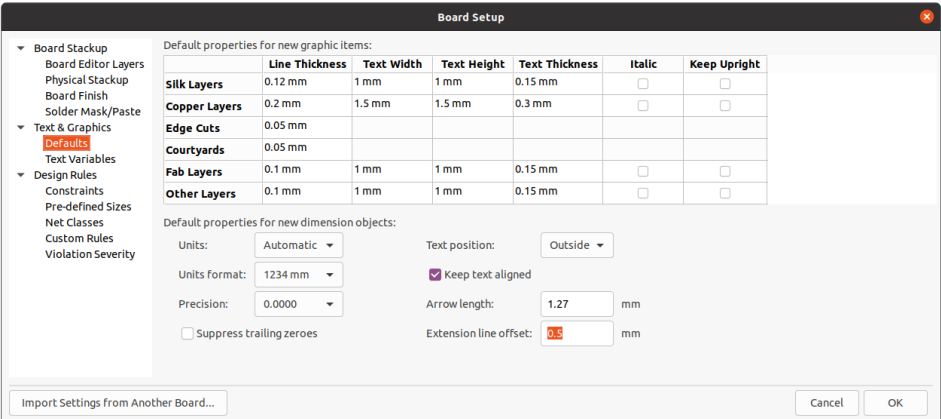 Board Setup
Board Stackup
Board Editor Layers
Physical Stackup
Board Finish
Solder Mask/Paste
Text & Graphics
Defaults
Text Variables
Design Rules
Constraints
Pre-defined Sizes
Net Classes
Custom Rules
Violation Severity
Default properties for new graphic items:
Line Thickness Text Width Text Height Text Thickness Italic Keep Upright
Silk Layers 0.12 mm 1 mm 1 mm 0.15 mm
Copper Layers 0.2 mm 1.5 mm 1.5 mm 0.3 mm
Edge Cuts 0.05 mm
Courtyards 0.05 mm
Fab Layers 0.1 mm 1 mm 1 mm 0.15 mm
Other Layers 0.1 mm 1 mm 1 mm 0.15 mm
Default properties for new dimension objects:
Units: Automatic Text position: Outside
Units format: 1234 mm Keep text aligned
Precision: 0.0000 Arrow length: 1.27 mm
Suppress trailing zeroes Extension line offset: 0.5 mm
Import Settings from Another Board... Cancel OK